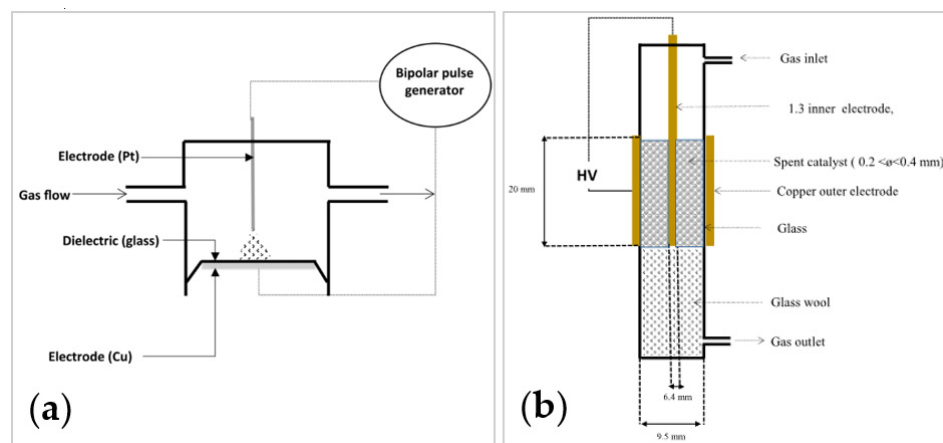 Bipolar pulse
generator
Electrode (Pt)
Gas flow
Dielectric (glass)
Electrode (Cu)
(a)
Gas inlet
1.3 inner electrode,
Spent catalyst ( 0.2 <ø<0.4 mm)
HV
20 mm
Copper outer electrode
Glass
Glass wool
Gas outlet
6.4 mm
(b)
9.5 mm